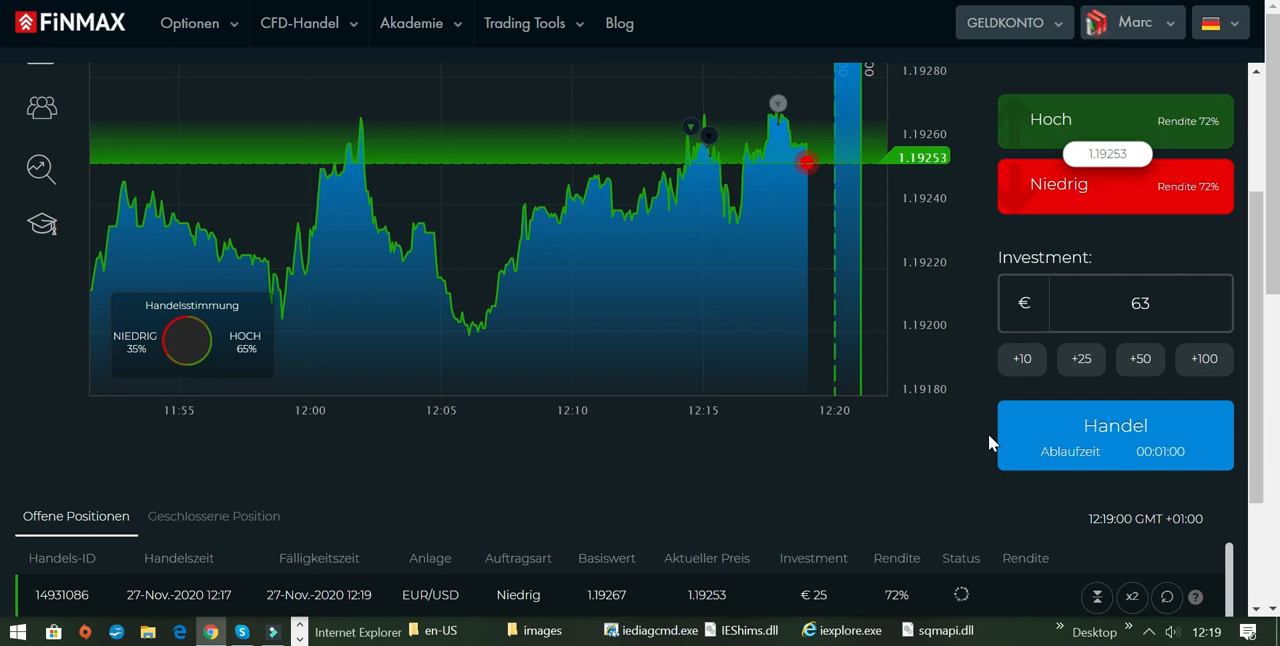 FiNMAX Optionen CFD-Handel Akademie Trading Tools Blog GELDKONTO Marc
1.19280
1.19260
1.19253
1.19240
1.19220
1.19200
1.19180
Handelsstimmung
NIEDRIG 35% HOCH 65%
11:55 12:00 12:05 12:10 12:15 12:20
Hoch Rendite 72%
1.19253
Niedrig Rendite 72%
Investment:
€ 63
+10 +25 +50 +100
Handel
Ablaufzeit 00:01:00
Offene Positionen Geschlossene Position 12:19:00 GMT +01:00
Handels-ID Handelszeit Fälligkeitszeit Anlage Auftragsart Basiswert Aktueller Preis Investment Rendite Status Rendite
14931086 27-Nov.-2020 12:17 27-Nov.-2020 12:19 EUR/USD Niedrig 1.19267 1.19253 € 25 72% x2 ?
Internet Explorer en-US images iediagcmd.exe IEShims.dll iexplore.exe sqmapi.dll » Desktop » 12:19